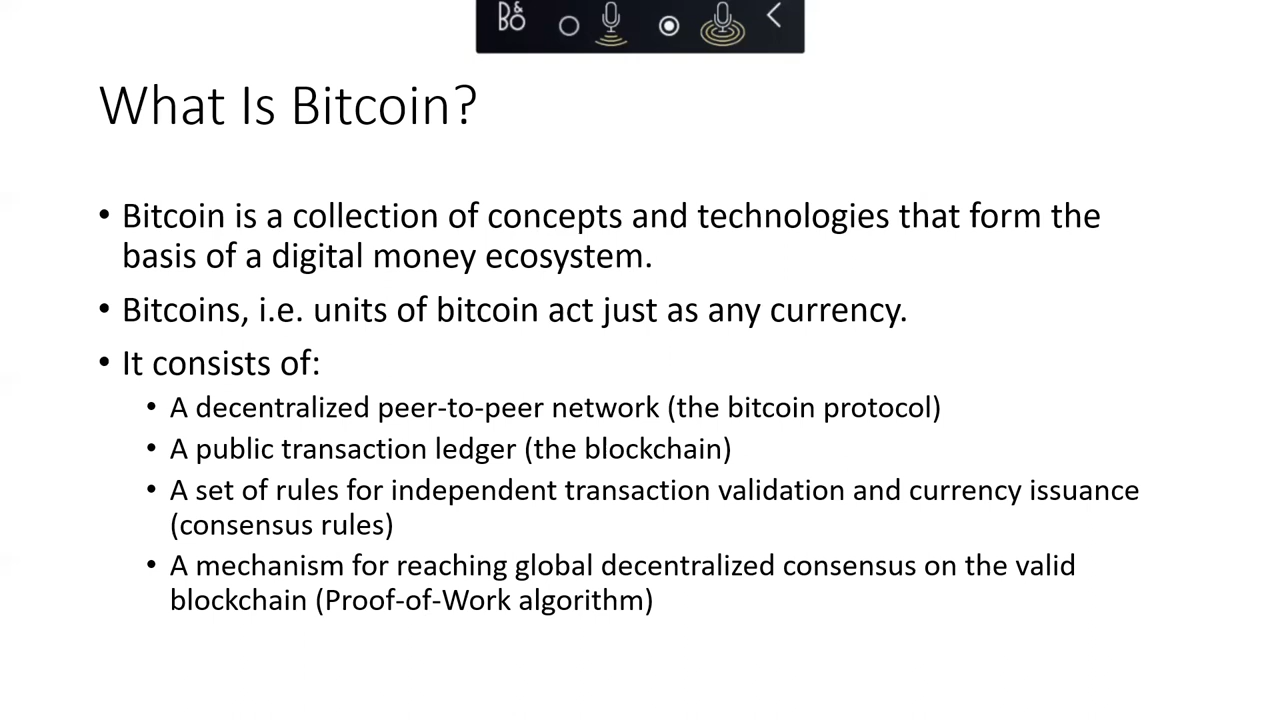 B&O
What Is Bitcoin?
• Bitcoin is a collection of concepts and technologies that form the
basis of a digital money ecosystem.
• Bitcoins, i.e. units of bitcoin act just as any currency.
• It consists of:
• A decentralized peer-to-peer network (the bitcoin protocol)
• A public transaction ledger (the blockchain)
• A set of rules for independent transaction validation and currency issuance
(consensus rules)
• A mechanism for reaching global decentralized consensus on the valid
blockchain (Proof-of-Work algorithm)